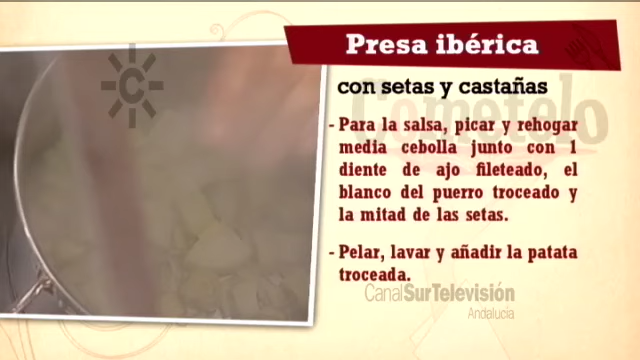 Presa ibérica
con setas y castañas
Cómetelo
- Para la salsa, picar y rehogar
media cebolla junto con 1
diente de ajo fileteado, el
blanco del puerro troceado y
la mitad de las setas.
- Pelar, lavar y añadir la patata
troceada.
CanalSurTelevisión
Andalucía